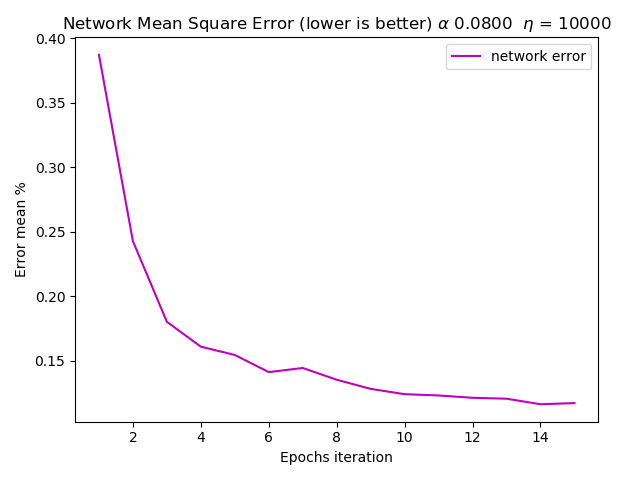 Network Mean Square Error (lower is better) α 0.0800 η = 10000
network error
0.40
0.35
0.30
0.25
0.20
0.15
Error mean %
2 4 6 8 10 12 14
Epochs iteration